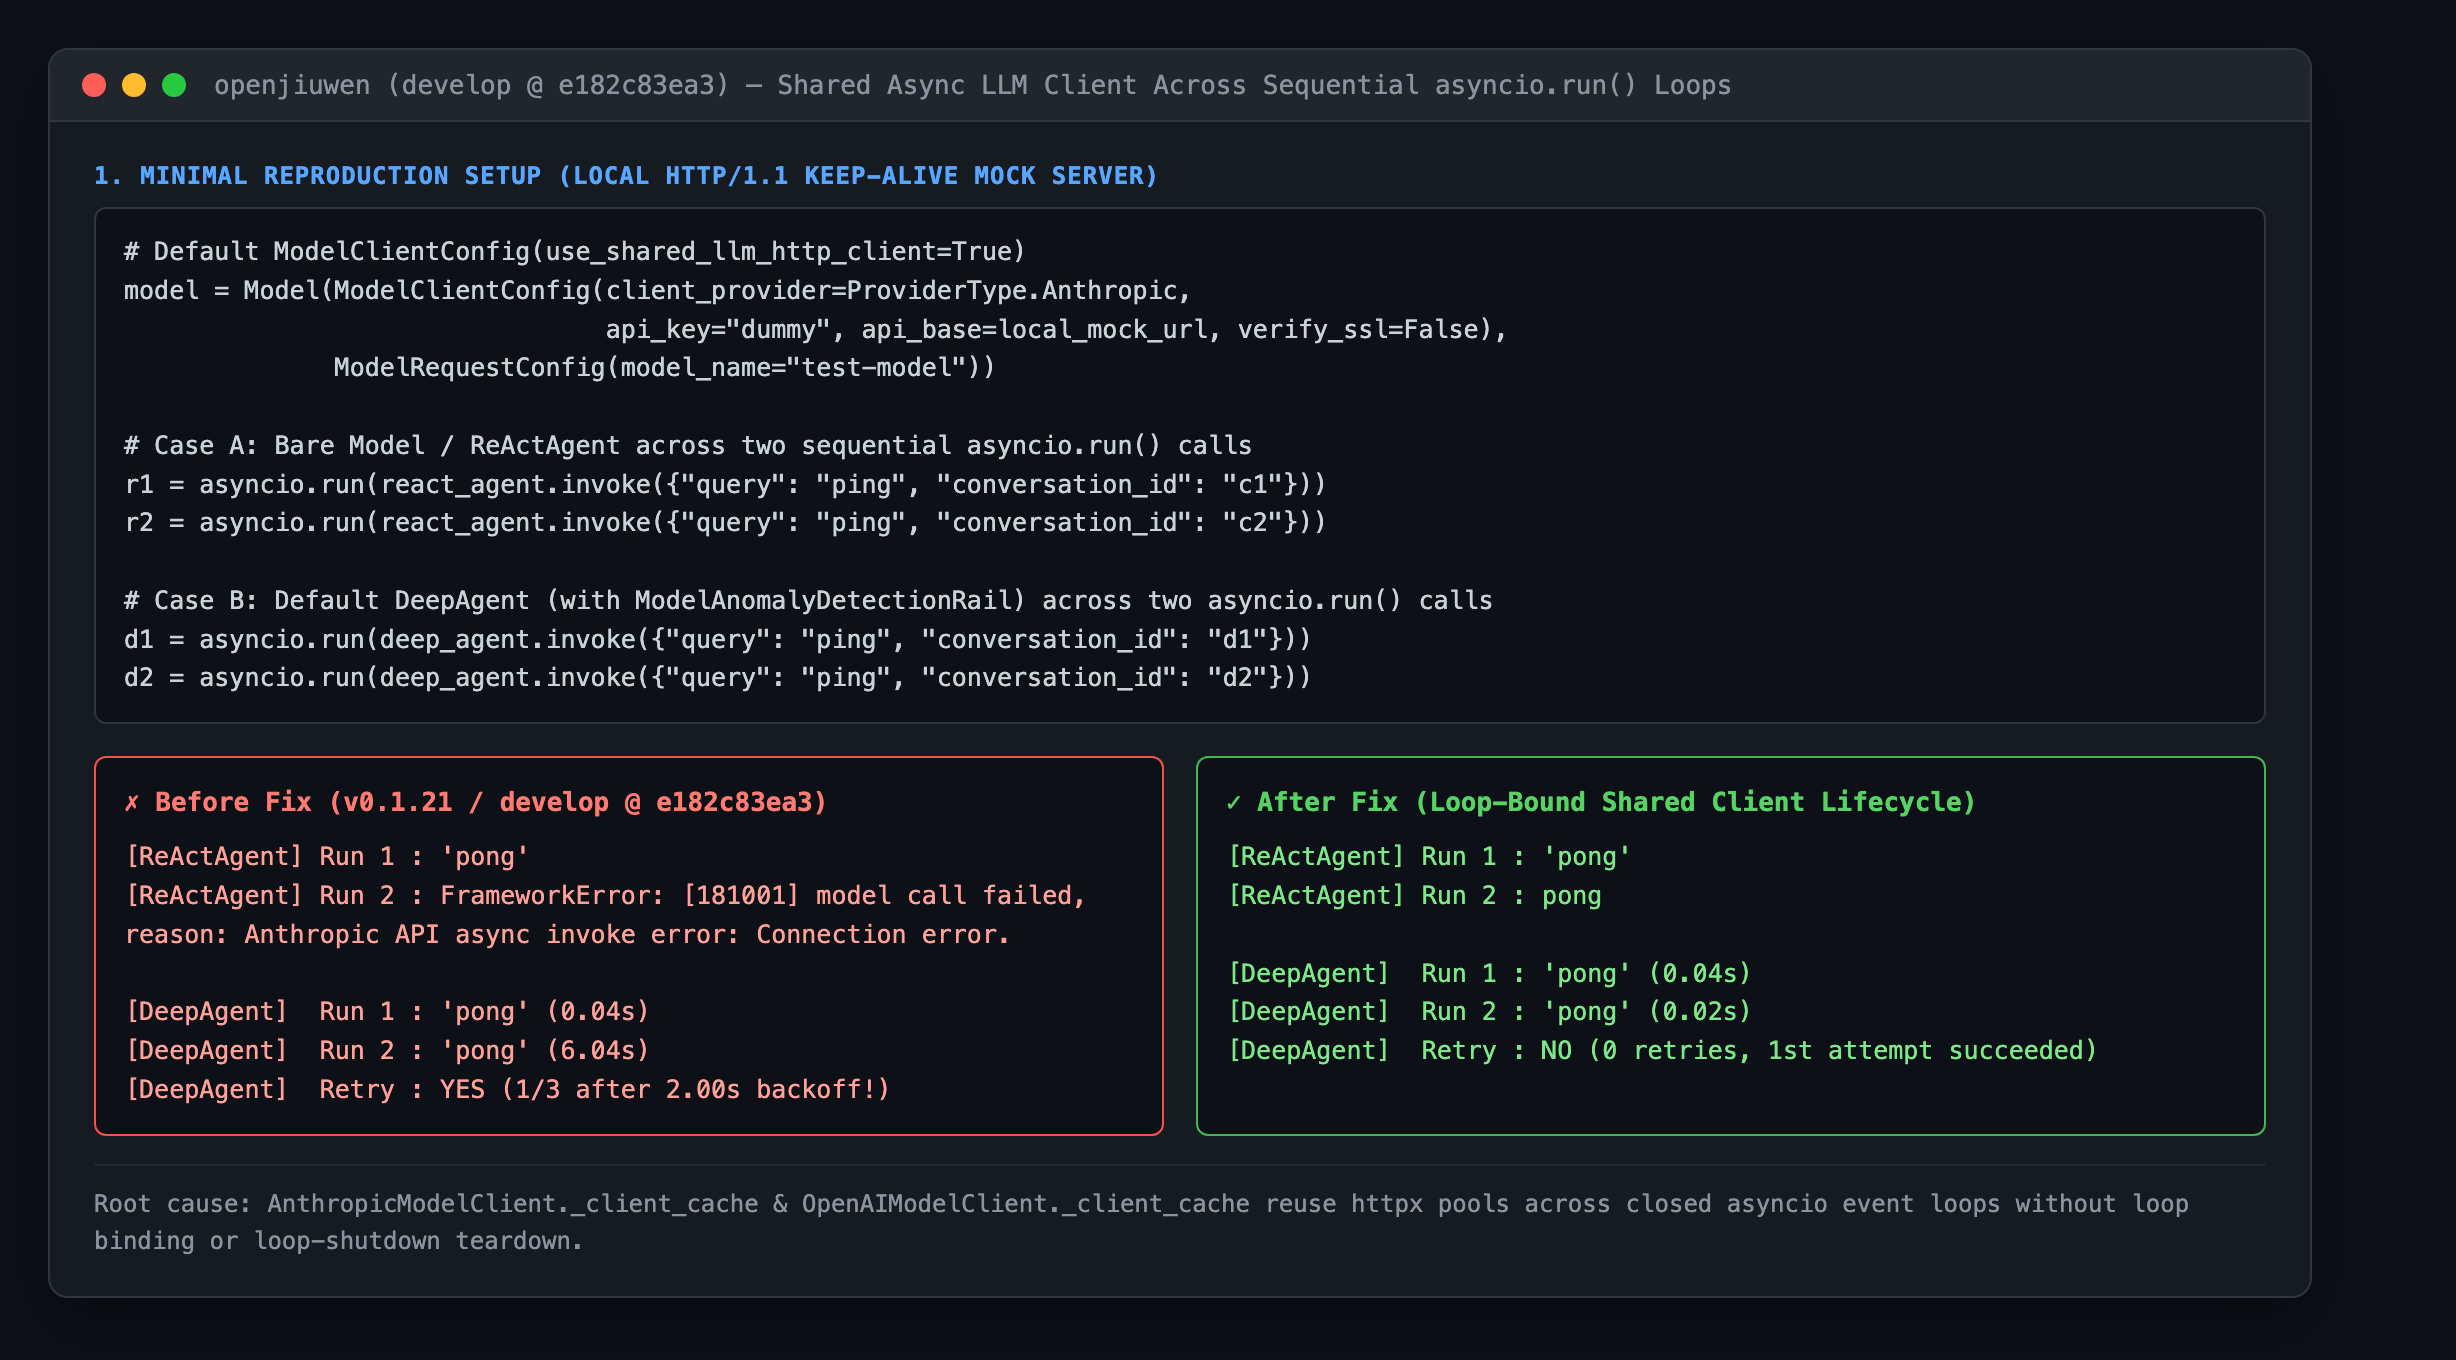 openjiuwen (develop @ e182c83ea3) — Shared Async LLM Client Across Sequential asyncio.run() Loops
1. MINIMAL REPRODUCTION SETUP (LOCAL HTTP/1.1 KEEP-ALIVE MOCK SERVER)
# Default ModelClientConfig(use_shared_llm_http_client=True)
model = Model(ModelClientConfig(client_provider=ProviderType.Anthropic,
                                api_key="dummy", api_base=local_mock_url, verify_ssl=False),
              ModelRequestConfig(model_name="test-model"))
# Case A: Bare Model / ReActAgent across two sequential asyncio.run() calls
r1 = asyncio.run(react_agent.invoke({"query": "ping", "conversation_id": "c1"}))
r2 = asyncio.run(react_agent.invoke({"query": "ping", "conversation_id": "c2"}))
# Case B: Default DeepAgent (with ModelAnomalyDetectionRail) across two asyncio.run() calls
d1 = asyncio.run(deep_agent.invoke({"query": "ping", "conversation_id": "d1"}))
d2 = asyncio.run(deep_agent.invoke({"query": "ping", "conversation_id": "d2"}))
✗ Before Fix (v0.1.21 / develop @ e182c83ea3)
[ReActAgent] Run 1 : 'pong'
[ReActAgent] Run 2 : FrameworkError: [181001] model call failed,
reason: Anthropic API async invoke error: Connection error.
[DeepAgent]  Run 1 : 'pong' (0.04s)
[DeepAgent]  Run 2 : 'pong' (6.04s)
[DeepAgent]  Retry : YES (1/3 after 2.00s backoff!)
✓ After Fix (Loop-Bound Shared Client Lifecycle)
[ReActAgent] Run 1 : 'pong'
[ReActAgent] Run 2 : pong
[DeepAgent]  Run 1 : 'pong' (0.04s)
[DeepAgent]  Run 2 : 'pong' (0.02s)
[DeepAgent]  Retry : NO (0 retries, 1st attempt succeeded)
Root cause: AnthropicModelClient._client_cache & OpenAIModelClient._client_cache reuse httpx pools across closed asyncio event loops without loop
binding or loop-shutdown teardown.